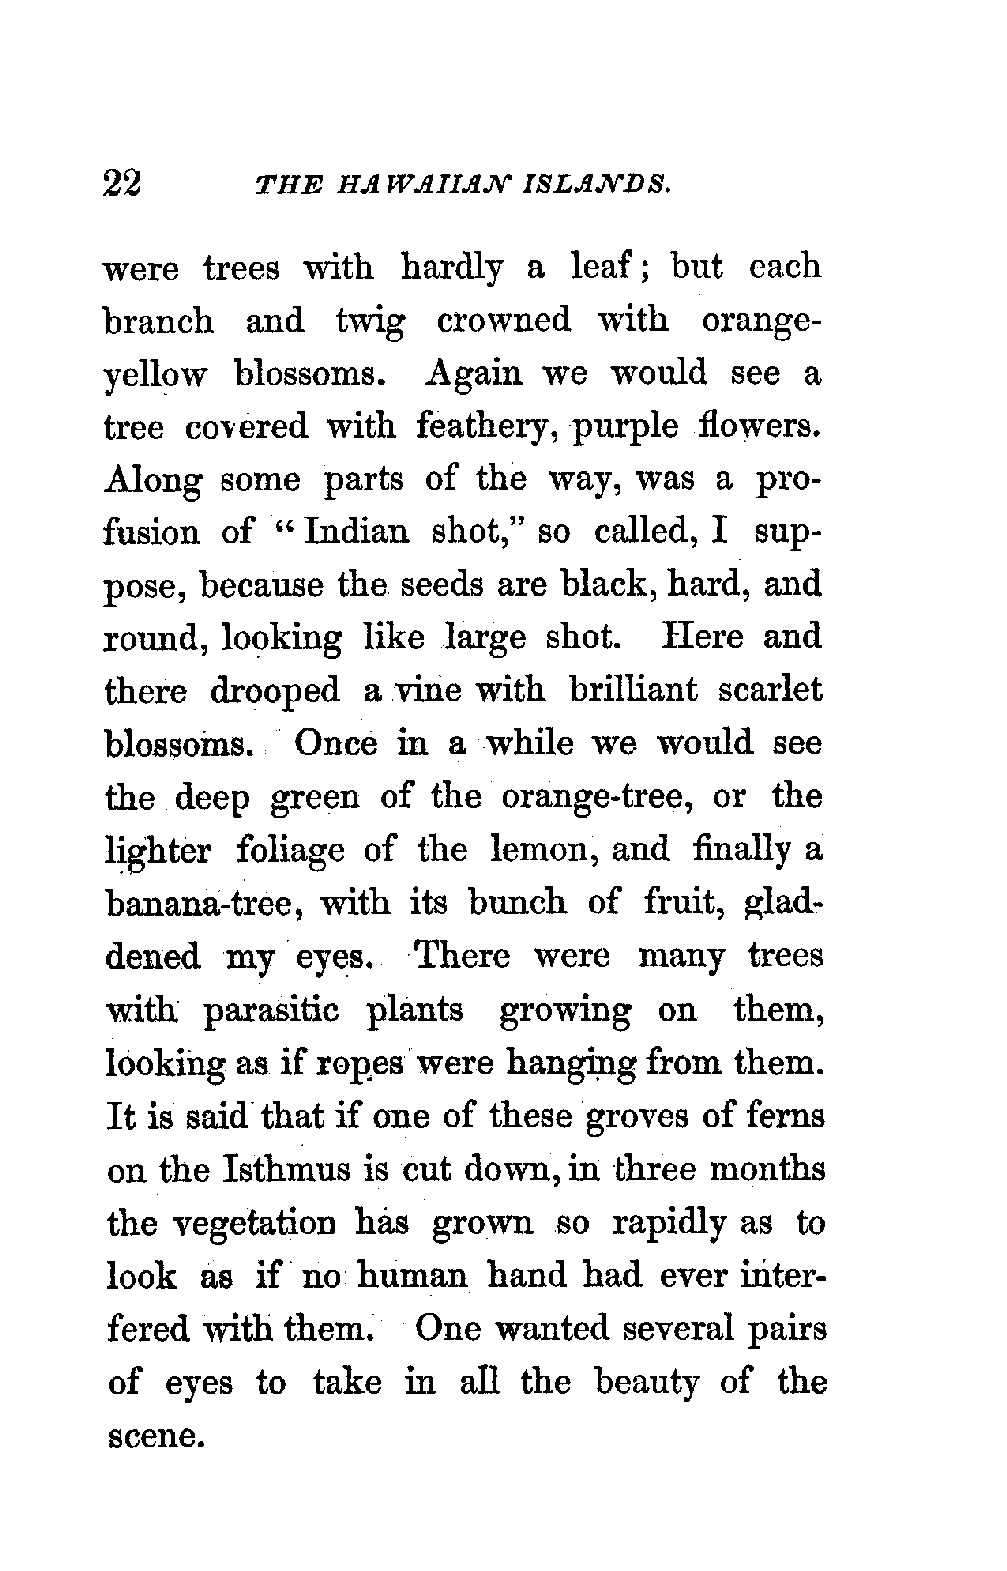 22 THE HAWAIIAN ISLANDS.
were trees with hardly a leaf; but each
branch and twig crowned with orange-
yellow blossoms. Again we would see a
tree covered with feathery, purple flowers.
Along some parts of the way, was a pro-
fusion of “Indian shot,” so called, I sup-
pose, because the seeds are black, hard, and
round, looking like large shot. Here and
there drooped a vine with brilliant scarlet
blossoms. Once in a while we would see
the deep green of the orange-tree, or the
lighter foliage of the lemon, and finally a
banana-tree, with its bunch of fruit, glad-
dened my eyes. There were many trees
with parasitic plants growing on them,
looking as if ropes were hanging from them.
It is said that if one of these groves of ferns
on the Isthmus is cut down, in three months
the vegetation has grown so rapidly as to
look as if no human hand had ever inter-
fered with them. One wanted several pairs
of eyes to take in all the beauty of the
scene.